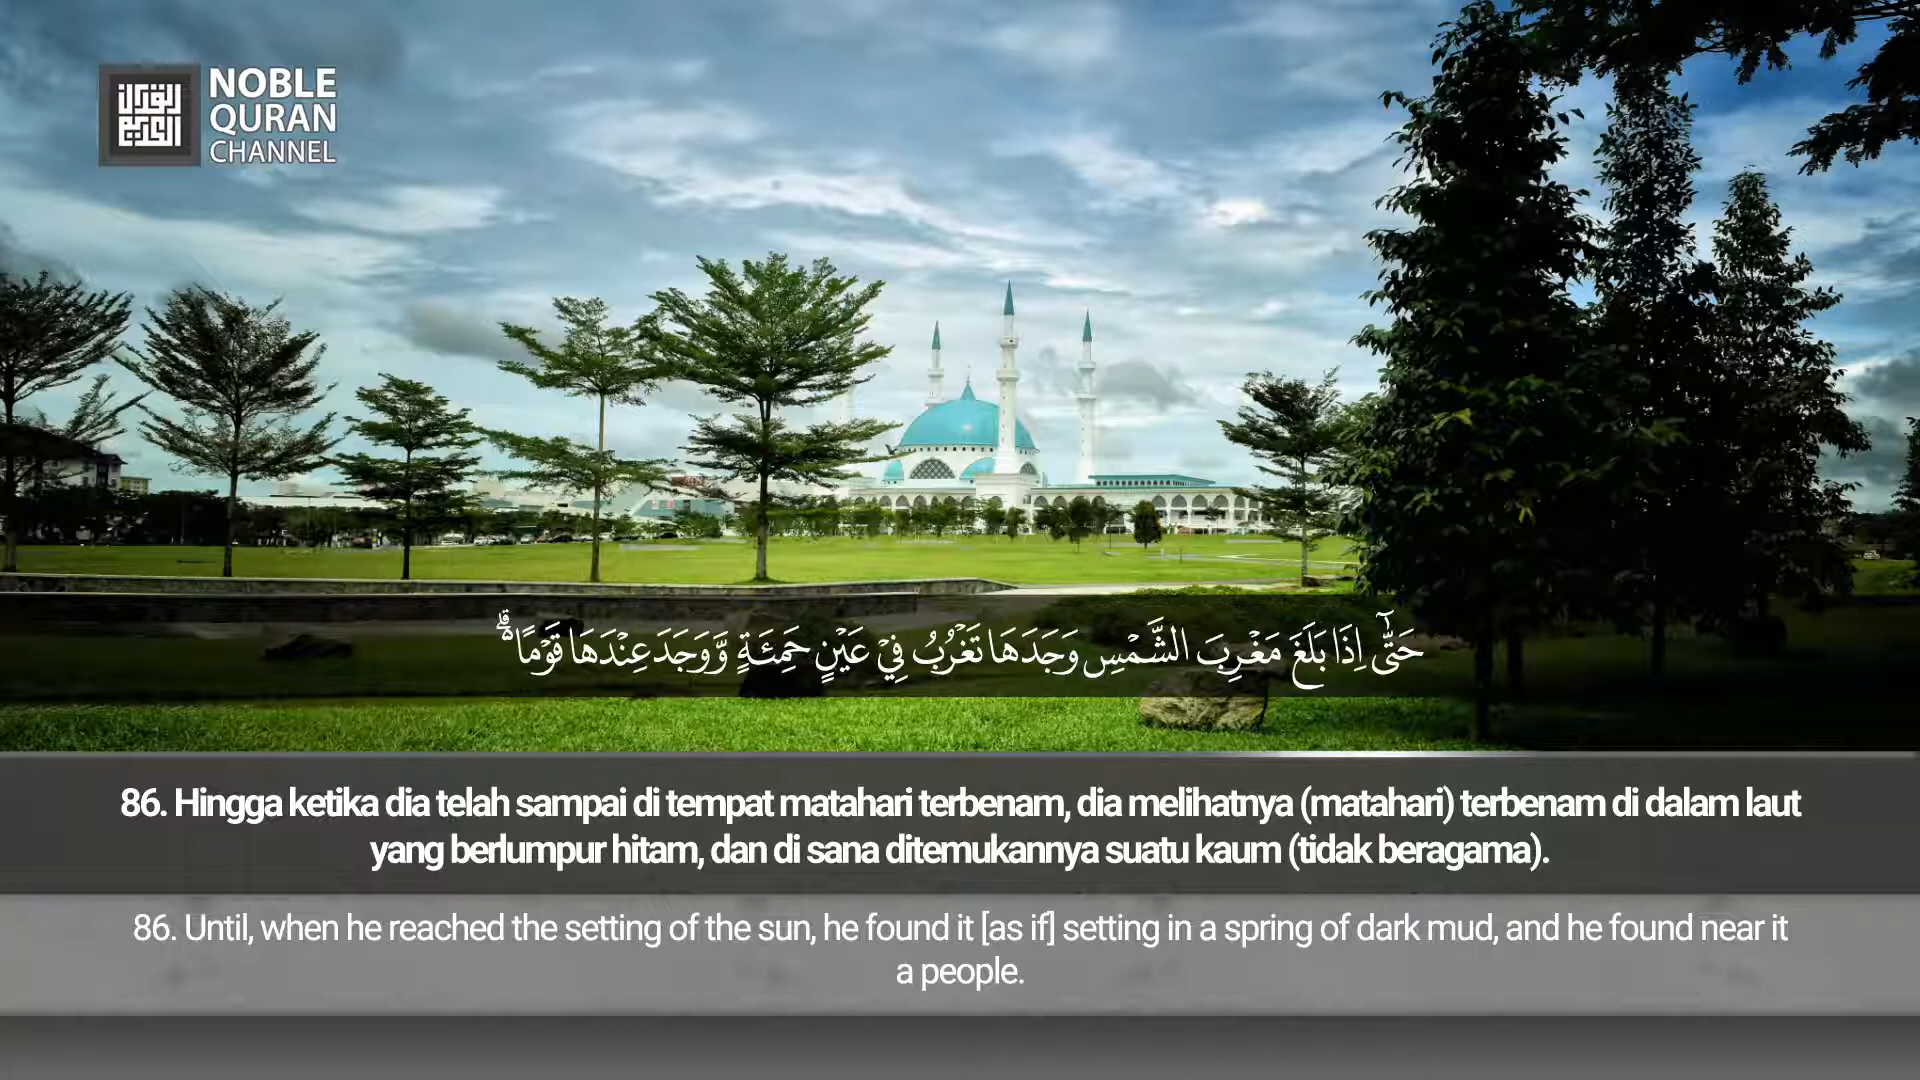 القرآن
الكريم
NOBLE
QURAN
CHANNEL
حَتّٰٓى اِذَا بَلَغَ مَغْرِبَ الشَّمْسِ وَجَدَهَا تَغْرُبُ فِيْ عَيْنٍ حَمِئَةٍ وَّوَجَدَ عِنْدَهَا قَوْمًا ۗە
86. Hingga ketika dia telah sampai di tempat matahari terbenam, dia melihatnya (matahari) terbenam di dalam laut
yang berlumpur hitam, dan di sana ditemukannya suatu kaum (tidak beragama).
86. Until, when he reached the setting of the sun, he found it [as if] setting in a spring of dark mud, and he found near it
a people.